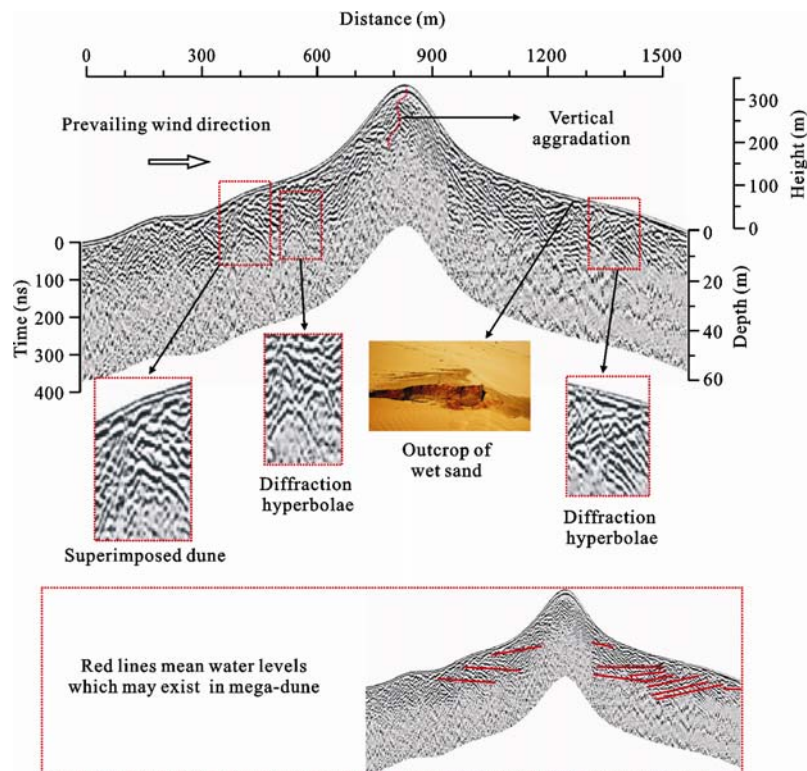 Distance (m)
0 300 600 900 1200 1500
Prevailing wind direction
Vertical
aggradation
300
200
100
0
Height (m)
0
100
200
300
400
Time (ns)
0
20
40
60
Depth (m)
Superimposed dune
Diffraction
hyperbolae
Outcrop of
wet sand
Diffraction
hyperbolae
Red lines mean water levels
which may exist in mega-dune